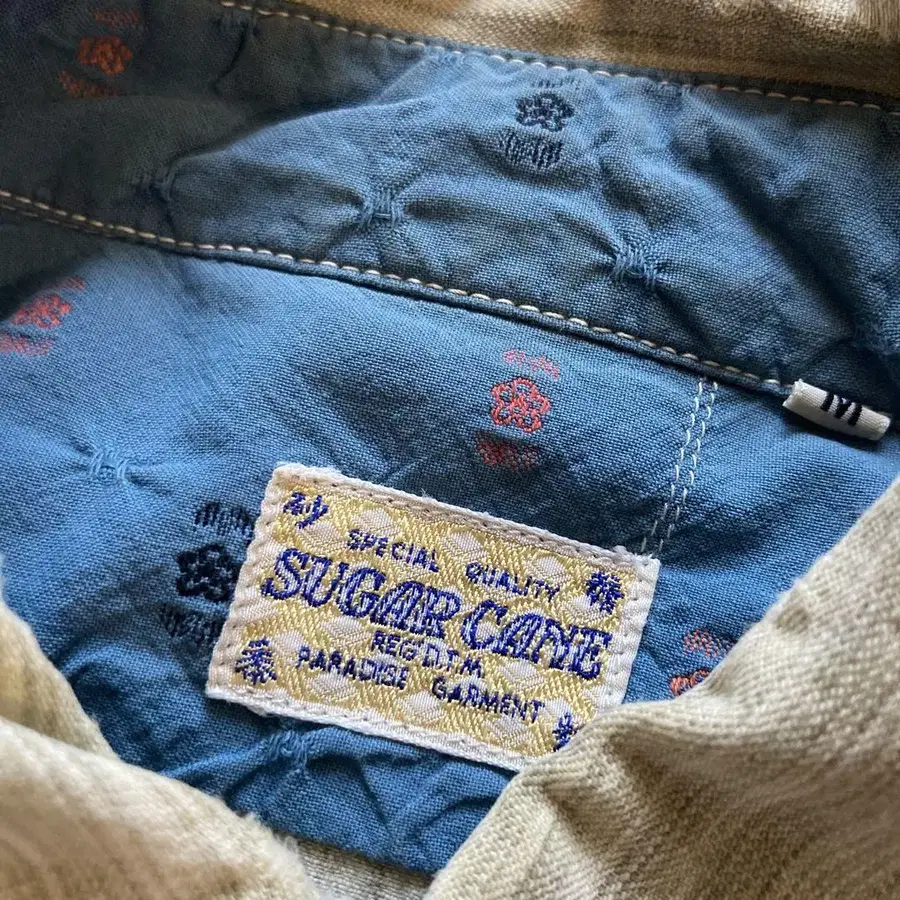 M
SPECIAL QUALITY
SUGAR CANE
REG'D.T.M.
PARADISE GARMENT